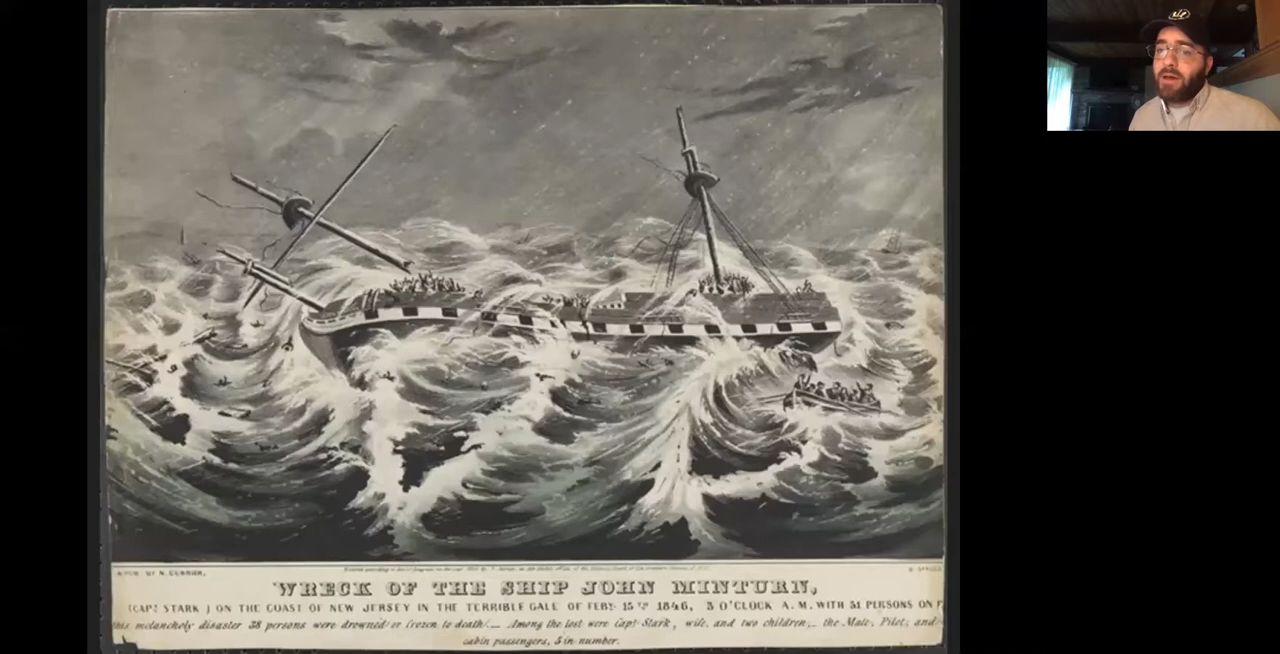 WRECK OF THE SHIP JOHN MINTURN,
(CAPT STARK ) ON THE COAST OF NEW JERSEY IN THE TERRIBLE GALE OF FEBY 15TH 1846, 3 O'CLOCK A.M. WITH 51 PERSONS ON
this melancholy disaster 38 persons were drowned or frozen to death. Among the lost were Capt Stark, wife, and two children, the Mate, Pilot, and
cabin passengers, 5 in number.